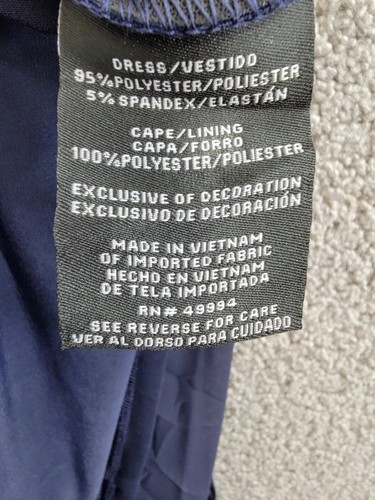 DRESS/VESTIDO
95%POLYESTER/POLIESTER
5% SPANDEX/ELASTÁN
CAPE/LINING
CAPA/FORRO
100%POLYESTER/POLIESTER
EXCLUSIVE OF DECORATION
EXCLUSIVO DE DECORACIÓN
MADE IN VIETNAM
OF IMPORTED FABRIC
HECHO EN VIETNAM
DE TELA IMPORTADA
RN# 49994
SEE REVERSE FOR CARE
VER AL DORSO PARA CUIDADO